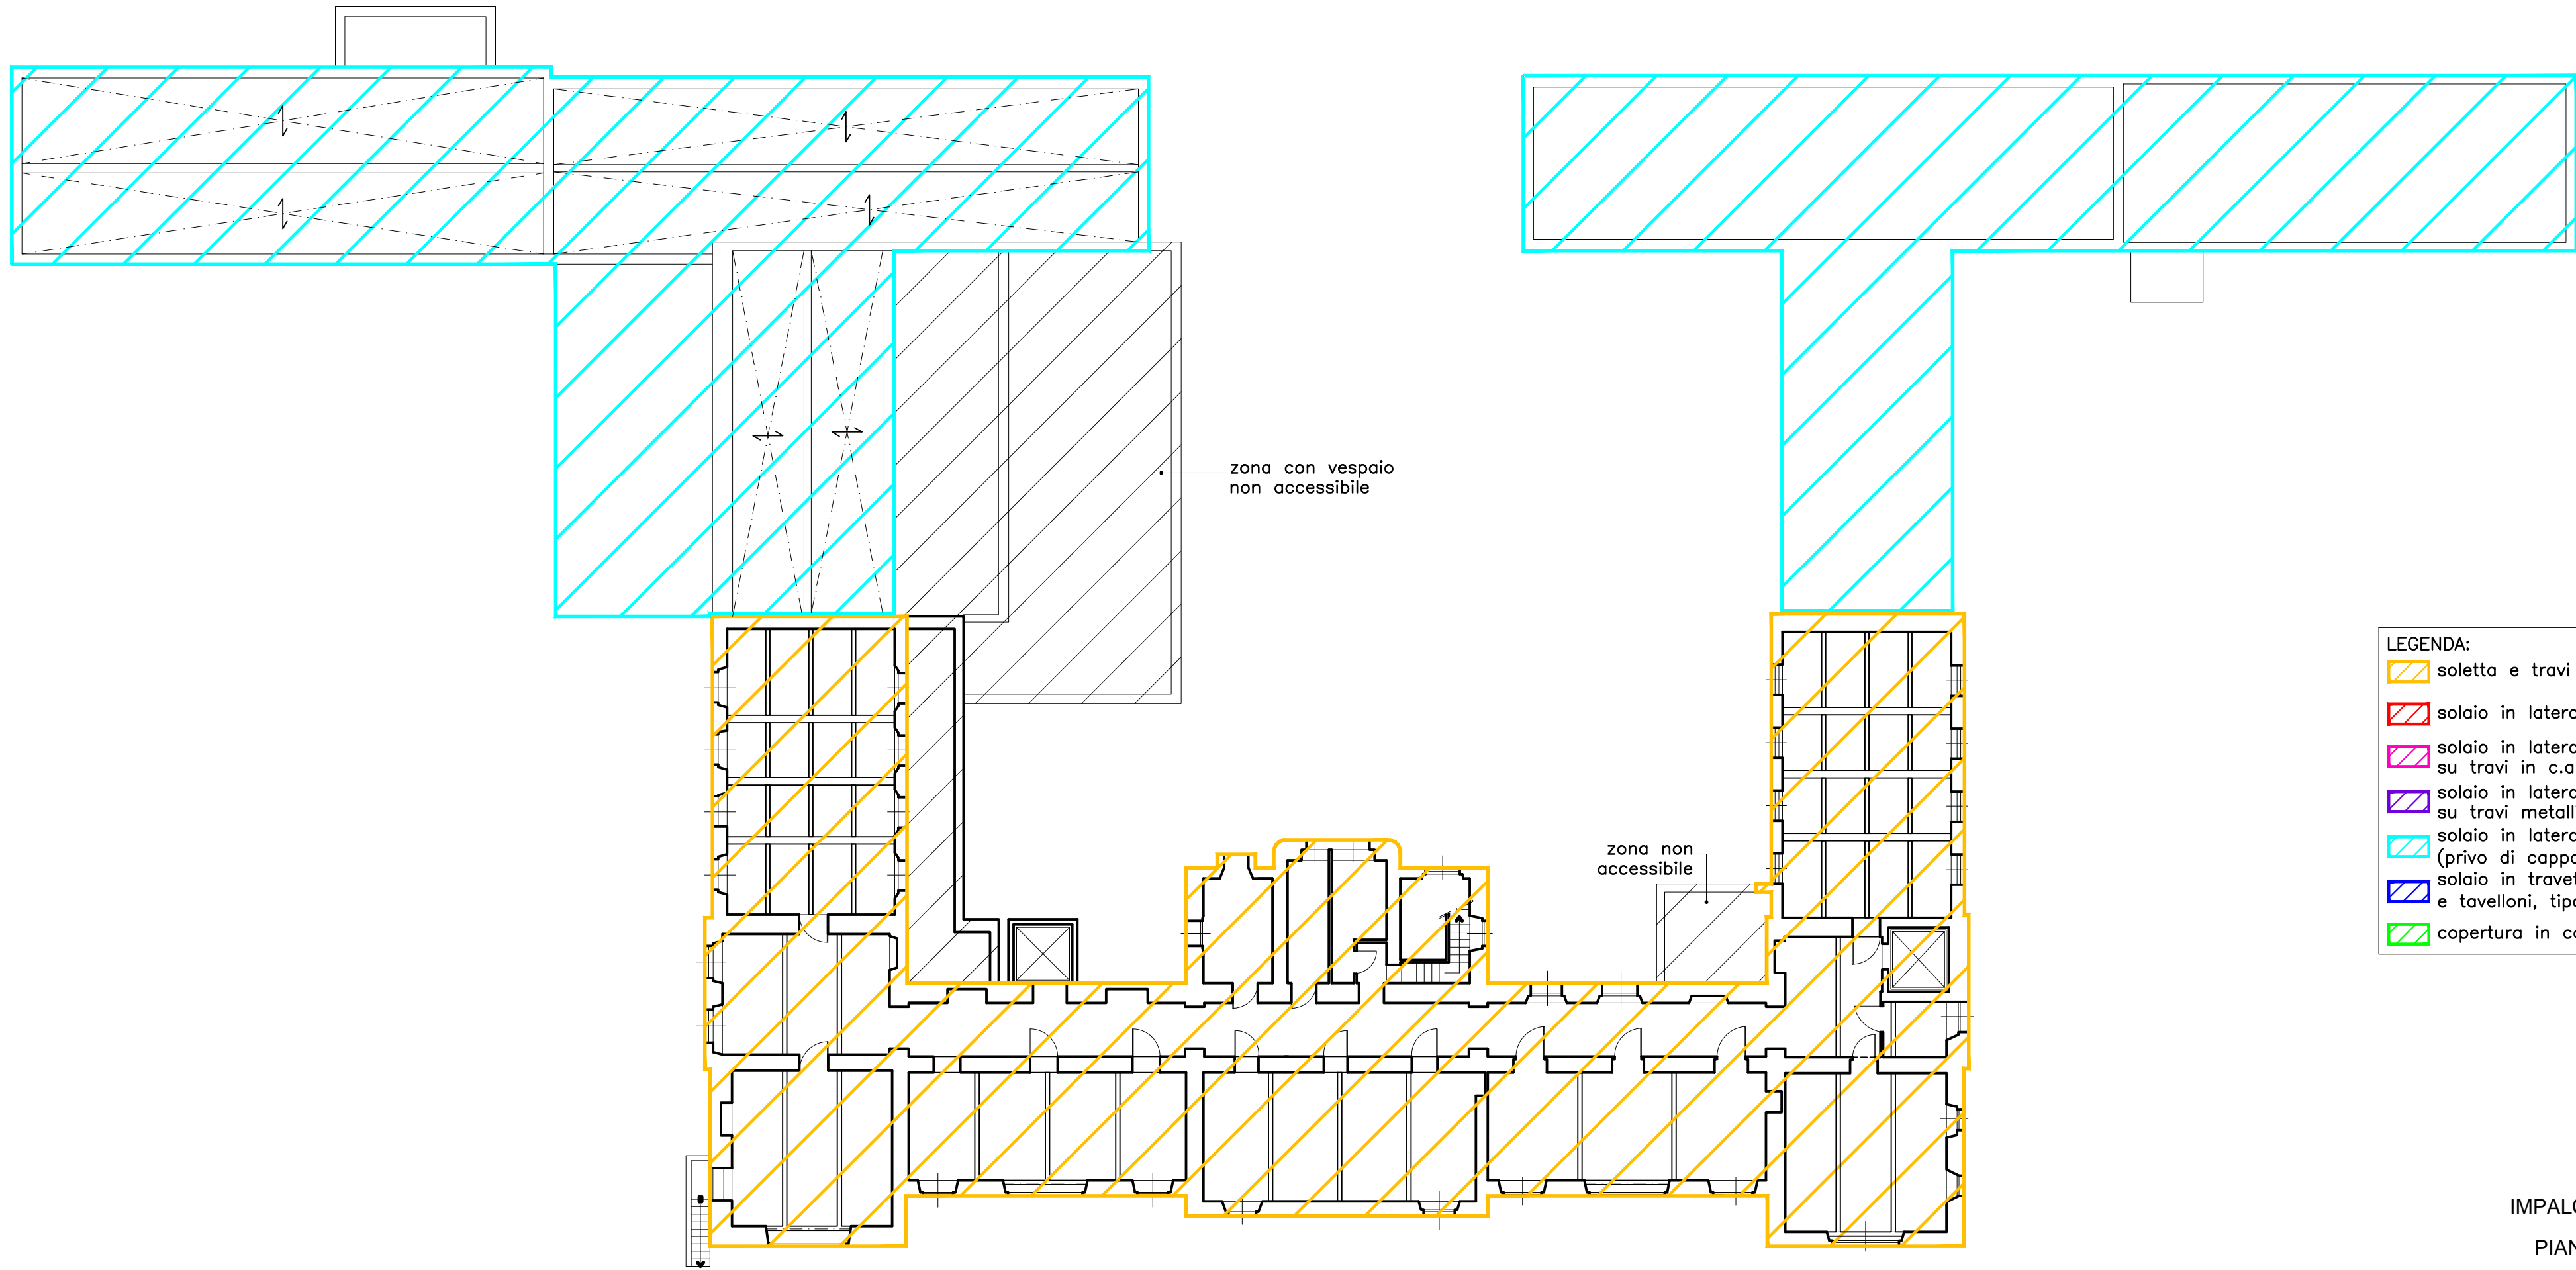 zona con vespaio
non accessibile
zona non
accessibile
LEGENDA:
soletta e travi
solaio in latero
solaio in latero
su travi in c.a
solaio in latero
su travi metall
solaio in latero
(privo di cappo
solaio in travet
e tavelloni, tipo
copertura in co
IMPALC
PIAN